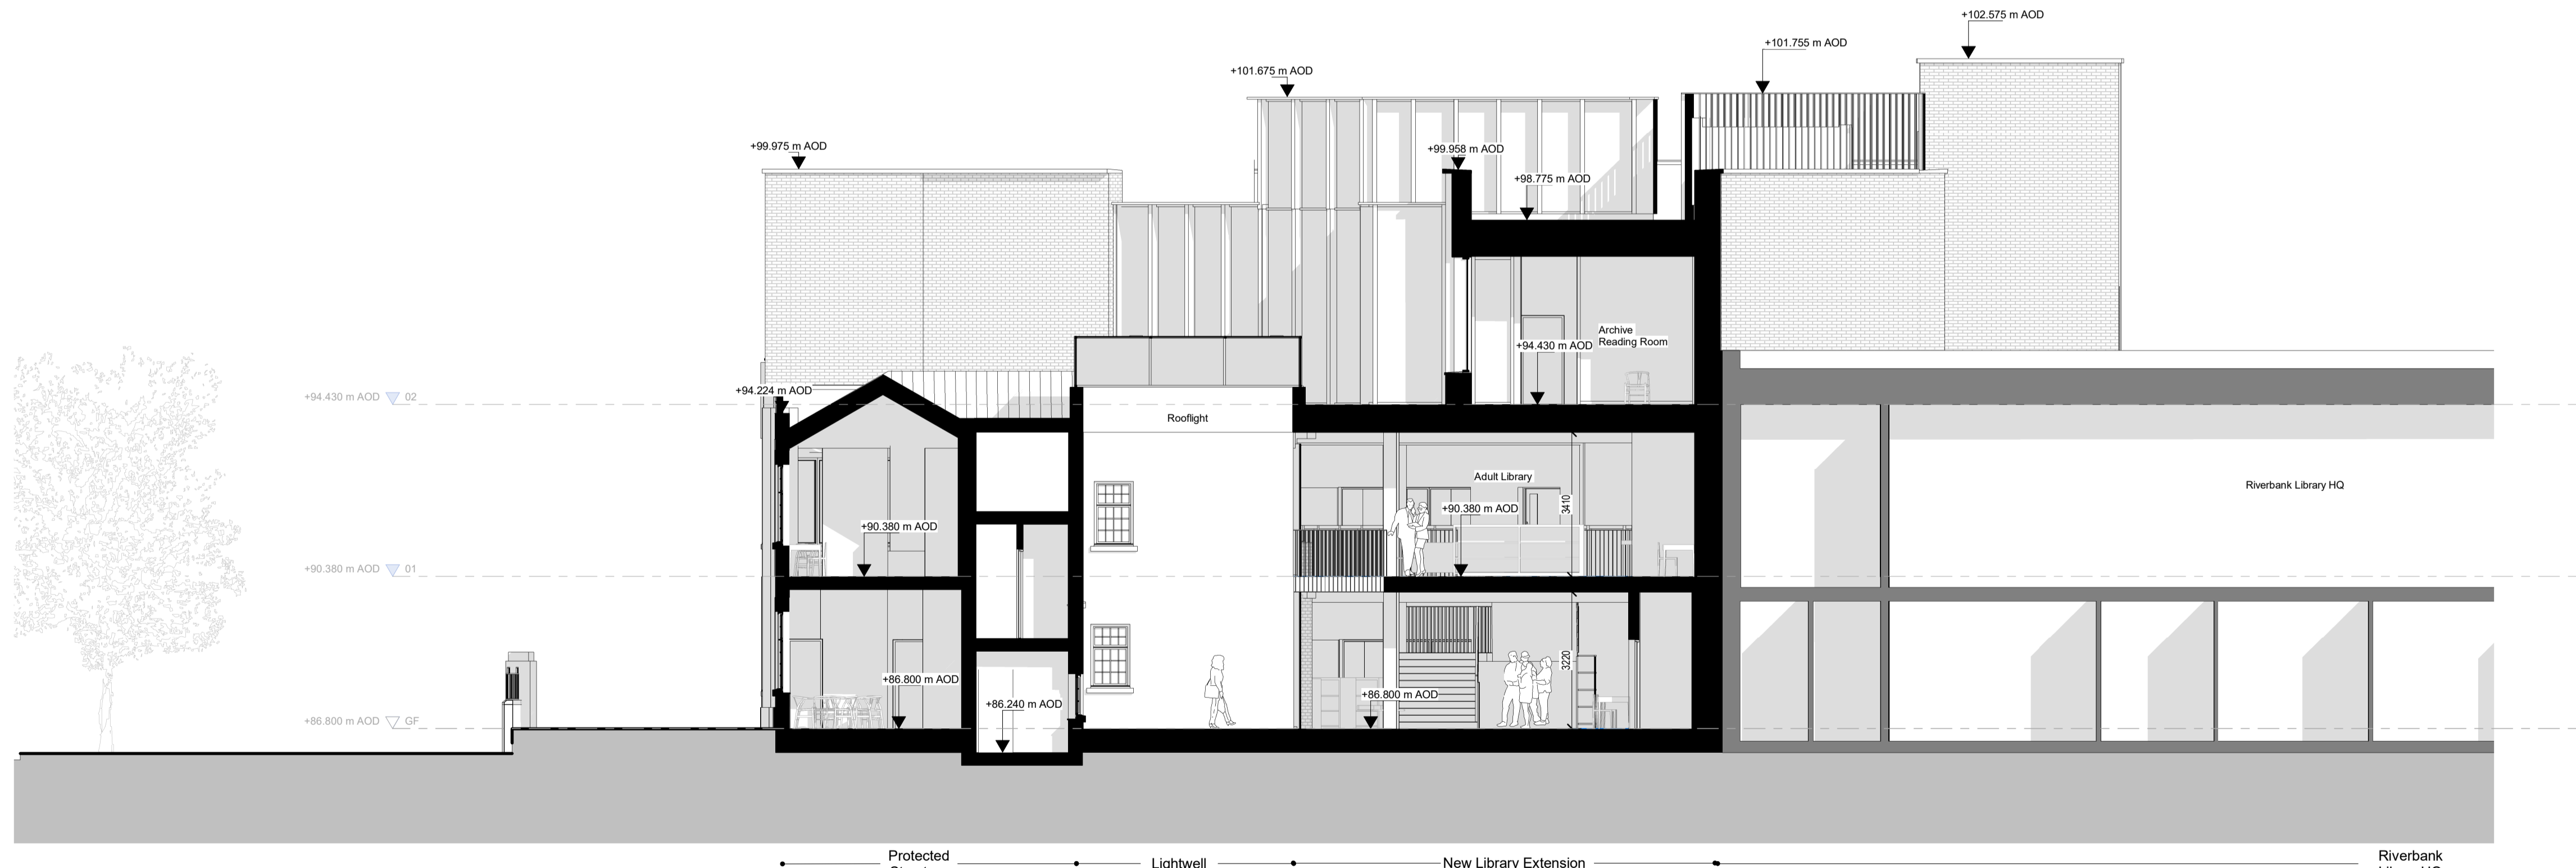 +102.575 m AOD
+101.755 m AOD
+101.675 m AOD
+99.975 m AOD
+99.958 m AOD
+98.775 m AOD
Archive
Reading Room
+94.430 m AOD
+94.224 m AOD
+94.430 m AOD 02
Rooflight
Adult Library
Riverbank Library HQ
3410
+90.380 m AOD
+90.380 m AOD
+90.380 m AOD 01
3220
+86.800 m AOD
+86.800 m AOD
+86.240 m AOD
+86.800 m AOD GF
Protected
Lightwell
New Library Extension
Riverbank